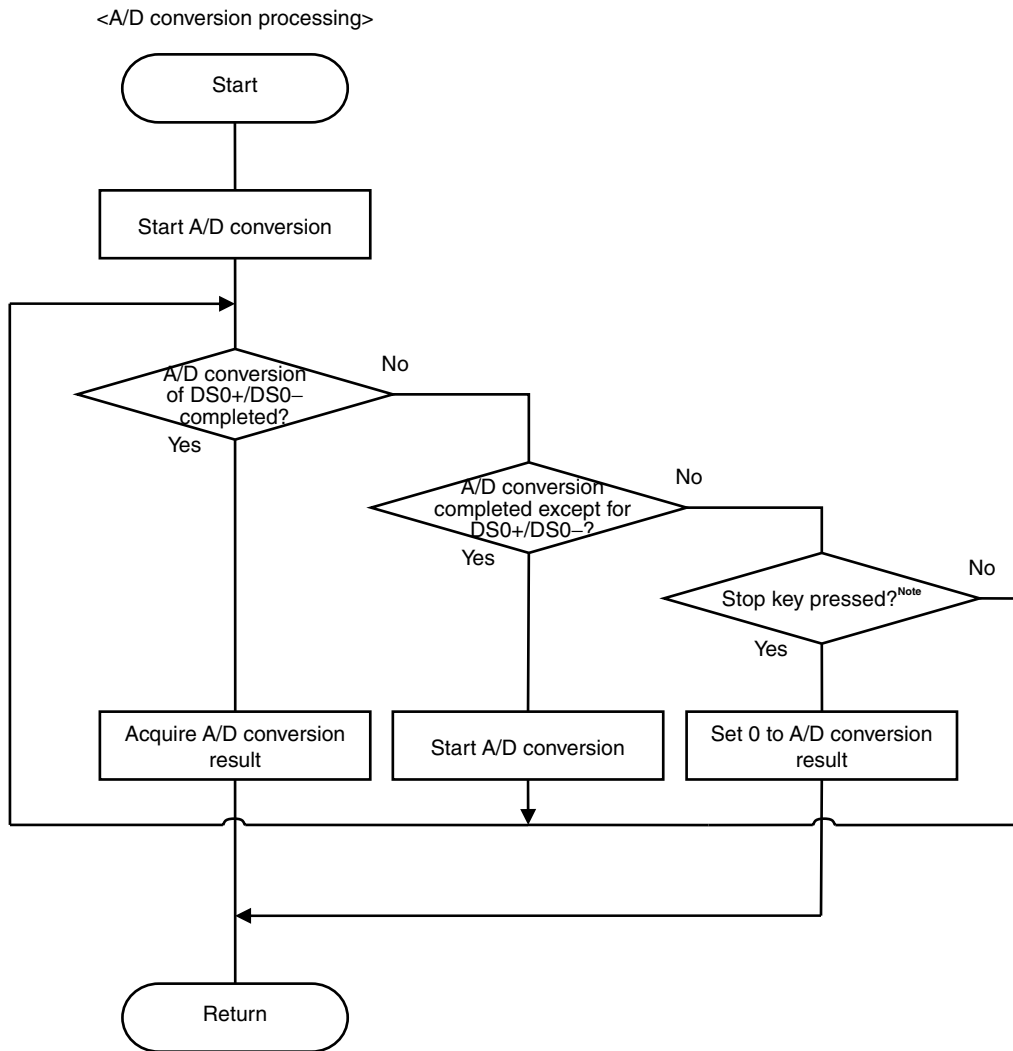 <A/D conversion processing>
Start
Start A/D conversion
A/D conversion
of DS0+/DS0−
completed?
No
Yes
A/D conversion
completed except for
DS0+/DS0−?
No
Yes
Stop key pressed?Note
No
Yes
Acquire A/D conversion
result
Start A/D conversion
Set 0 to A/D conversion
result
Return